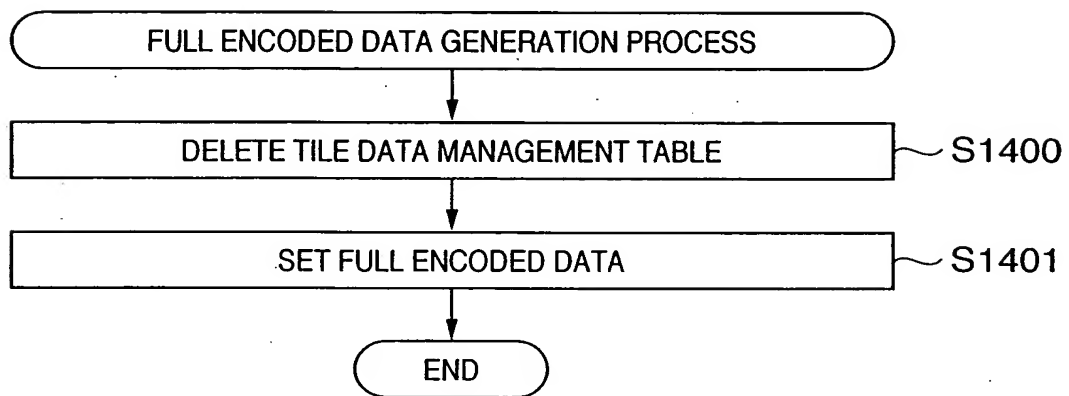 FULL ENCODED DATA GENERATION PROCESS
DELETE TILE DATA MANAGEMENT TABLE
S1400
SET FULL ENCODED DATA
S1401
END